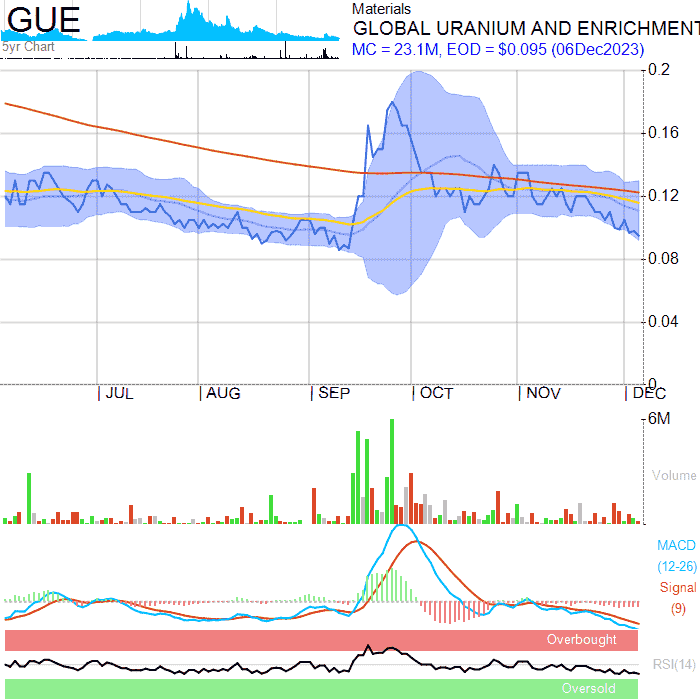 GUE
5yr Chart
Materials
GLOBAL URANIUM AND ENRICHMENT
MC = 23.1M, EOD = $0.095 (06Dec2023)
0.2
0.16
0.12
0.08
0.04
0
JUL AUG SEP OCT NOV DEC
6M
Volume
MACD
(12-26)
Signal
(9)
Overbought
RSI(14)
Oversold